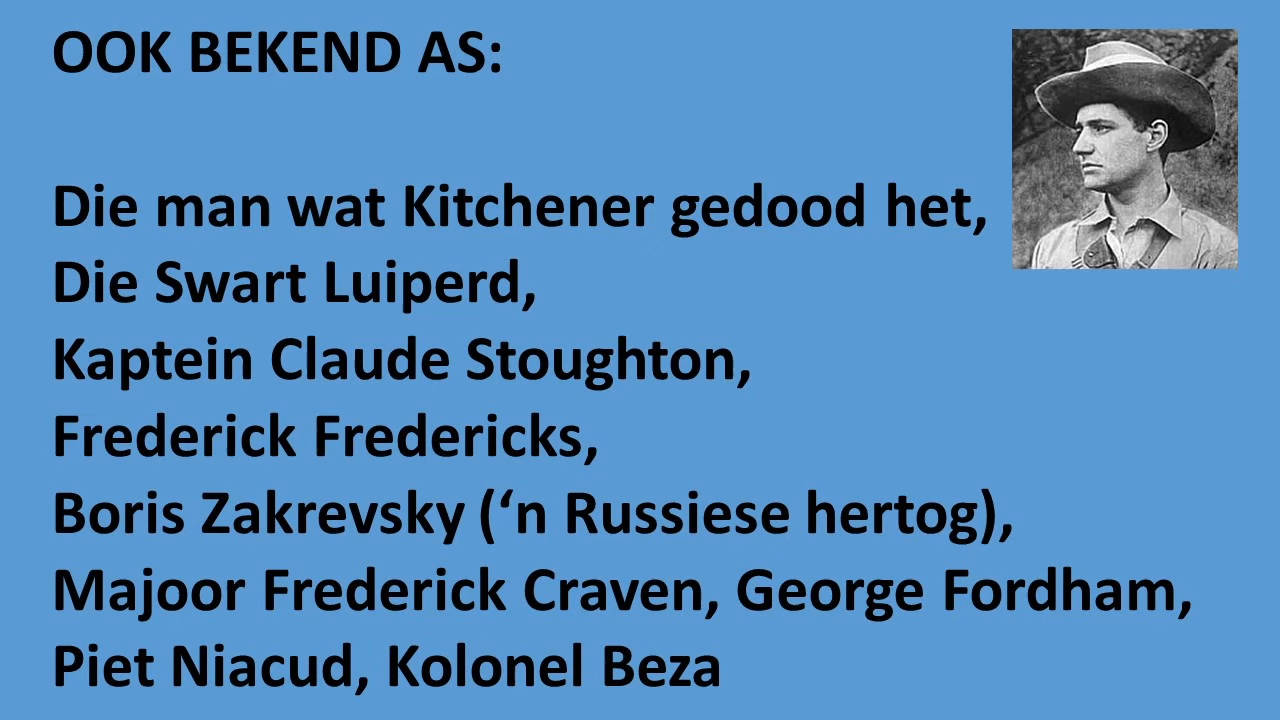 OOK BEKEND AS:
Die man wat Kitchener gedood het,
Die Swart Luiperd,
Kaptein Claude Stoughton,
Frederick Fredericks,
Boris Zakrevsky (‘n Russiese hertog),
Majoor Frederick Craven, George Fordham,
Piet Niacud, Kolonel Beza